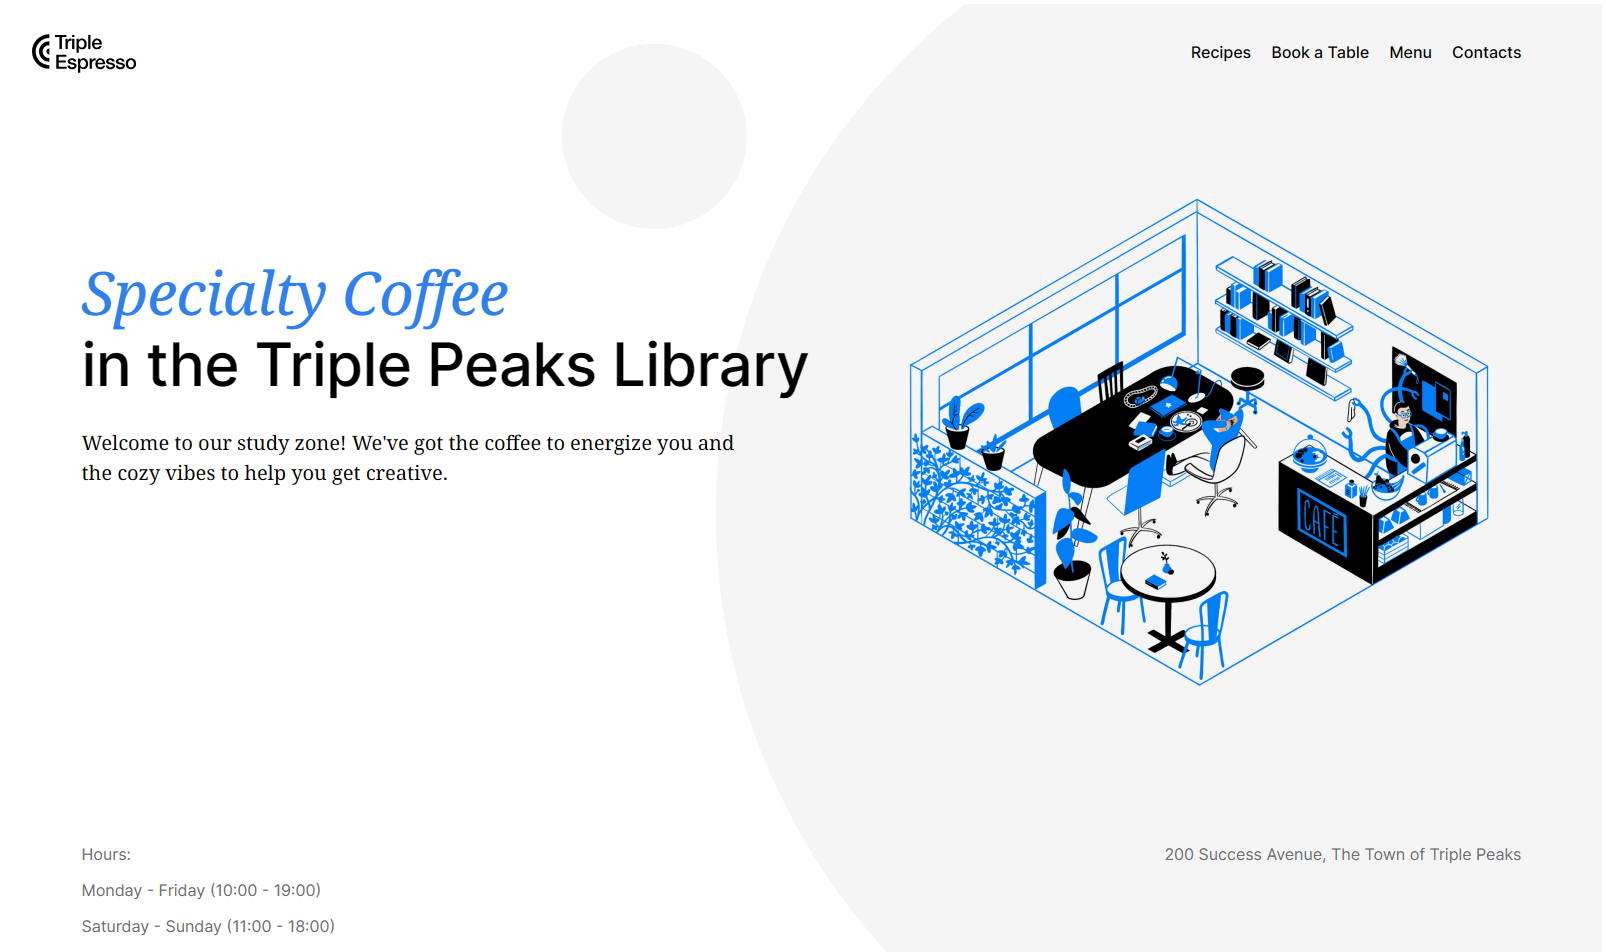 Triple
Espresso
Recipes Book a Table Menu Contacts
Specialty Coffee
in the Triple Peaks Library
Welcome to our study zone! We've got the coffee to energize you and
the cozy vibes to help you get creative.
CAFÉ
Hours:
200 Success Avenue, The Town of Triple Peaks
Monday - Friday (10:00 - 19:00)
Saturday - Sunday (11:00 - 18:00)